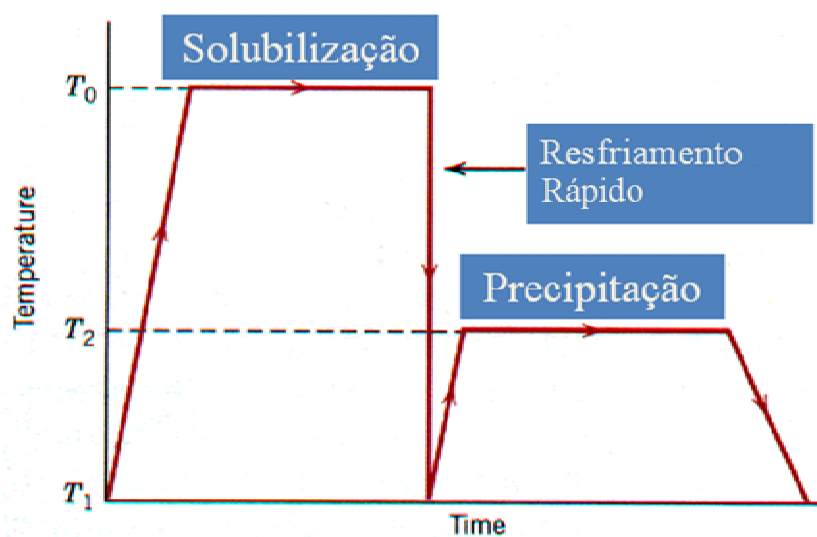 Solubilização
T0
Resfriamento
Rápido
Temperature
Precipitação
T2
T1
Time